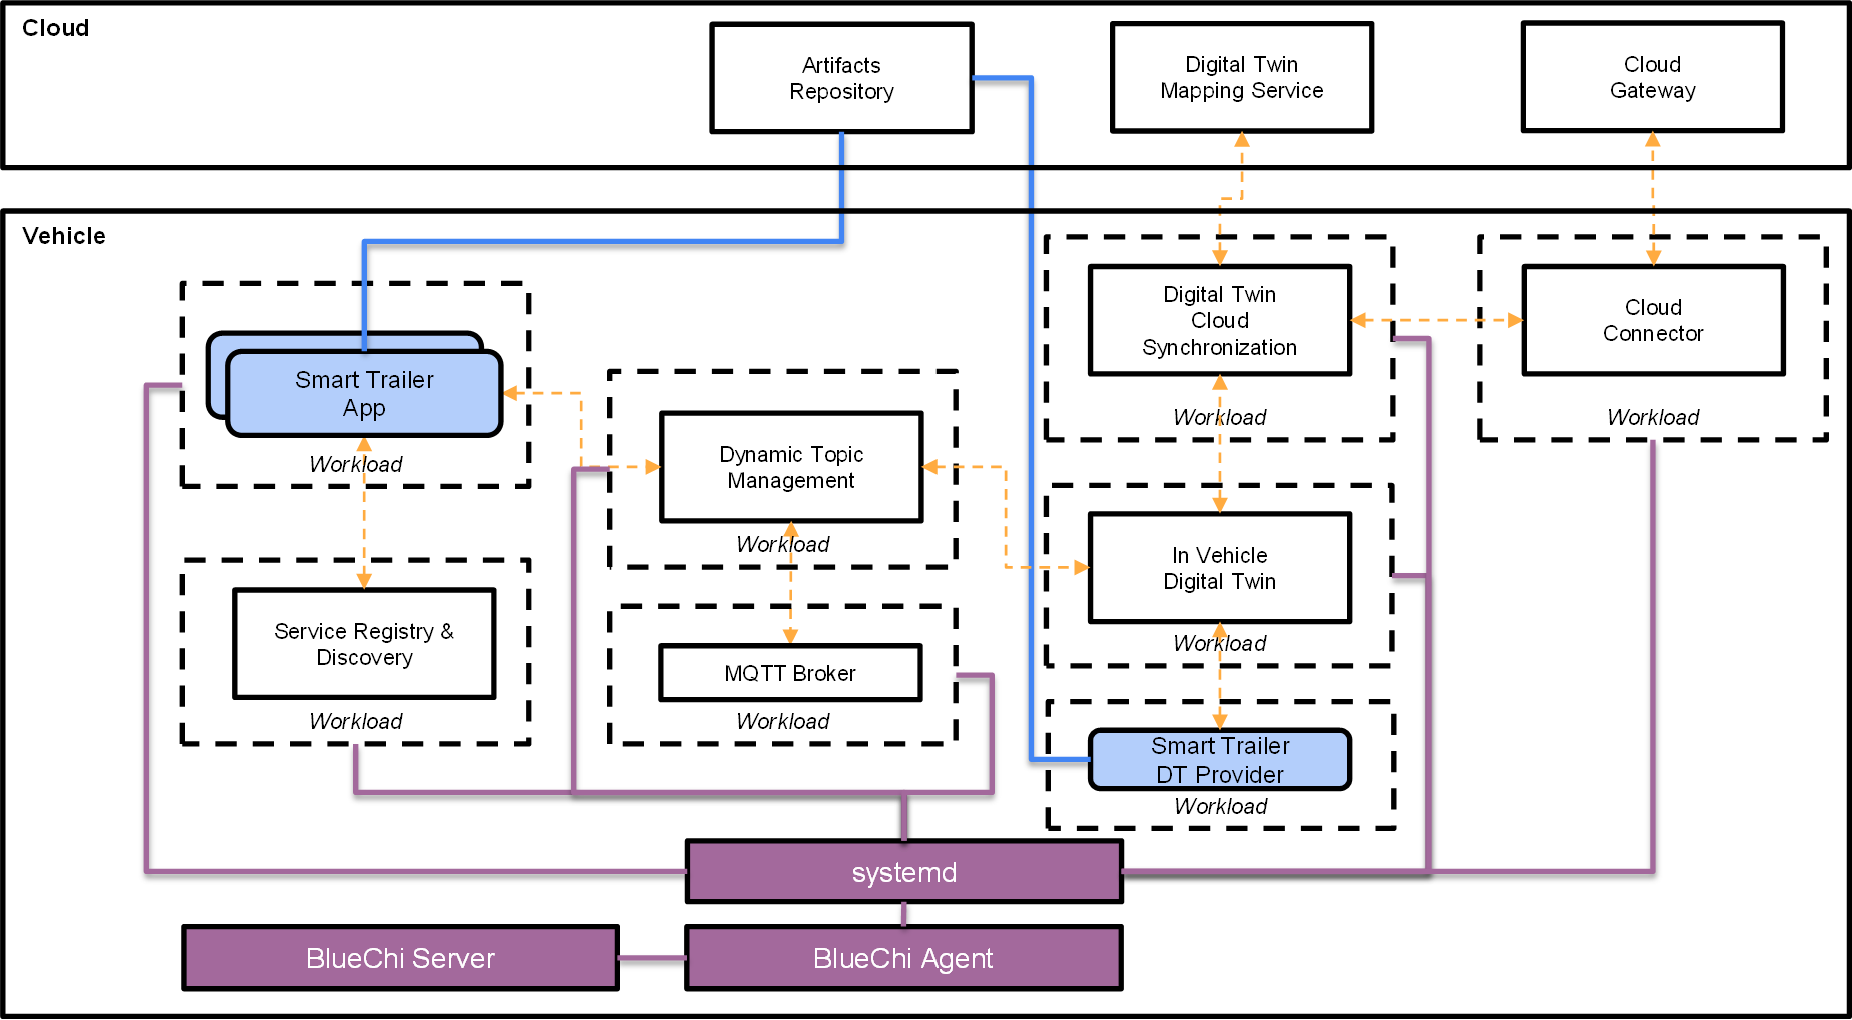 Cloud
Artifacts
Repository
Digital Twin
Mapping Service
Cloud
Gateway
Vehicle
Smart Trailer
App
Workload
Service Registry &
Discovery
Workload
Dynamic Topic
Management
Workload
MQTT Broker
Workload
Digital Twin
Cloud
Synchronization
Workload
Cloud
Connector
Workload
In Vehicle
Digital Twin
Workload
Smart Trailer
DT Provider
Workload
systemd
BlueChi Server
BlueChi Agent